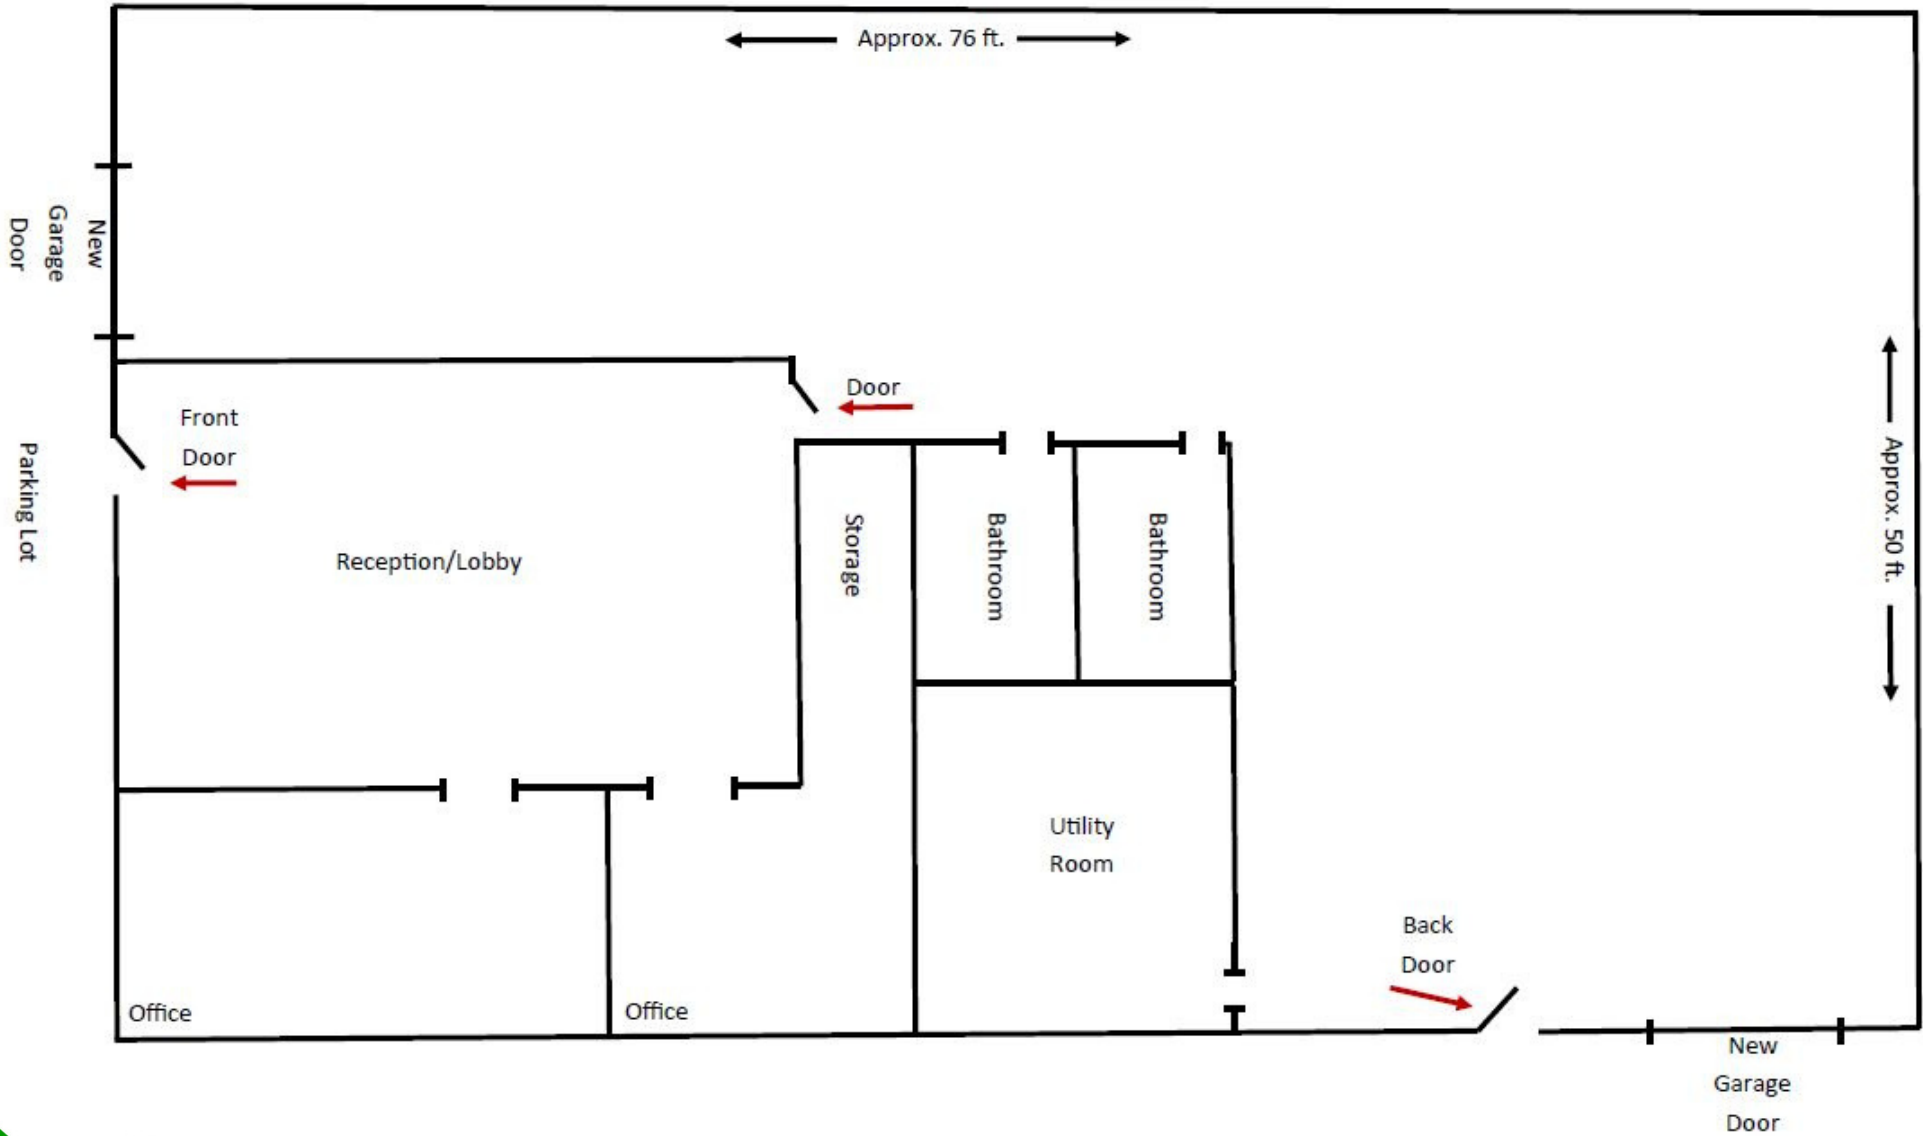 Approx. 76 ft.
New
Garage
Door
Door
Front
Door
Parking Lot
Approx. 50 ft.
Reception/Lobby
Storage
Bathroom
Bathroom
Utility
Room
Back
Door
Office
Office
New
Garage
Door